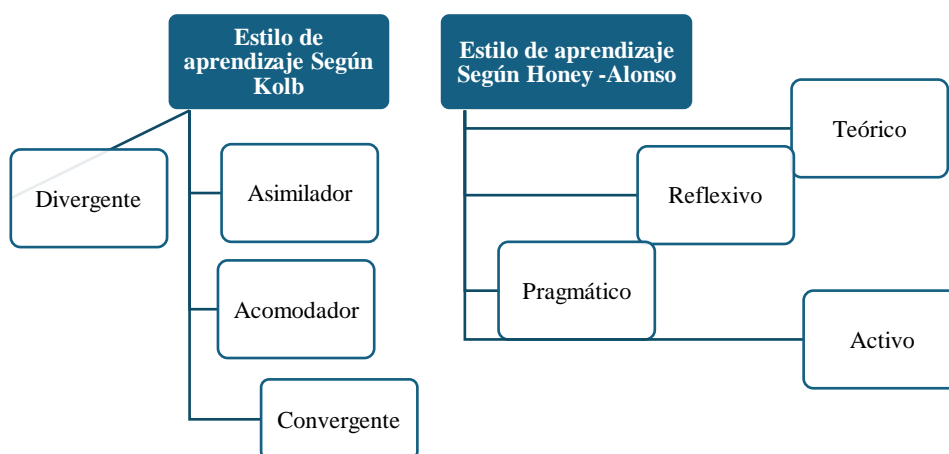 Estilo de
aprendizaje Según
Kolb
Divergente
Asimilador
Acomodador
Convergente
Estilo de aprendizaje
Según Honey -Alonso
Teórico
Reflexivo
Pragmático
Activo